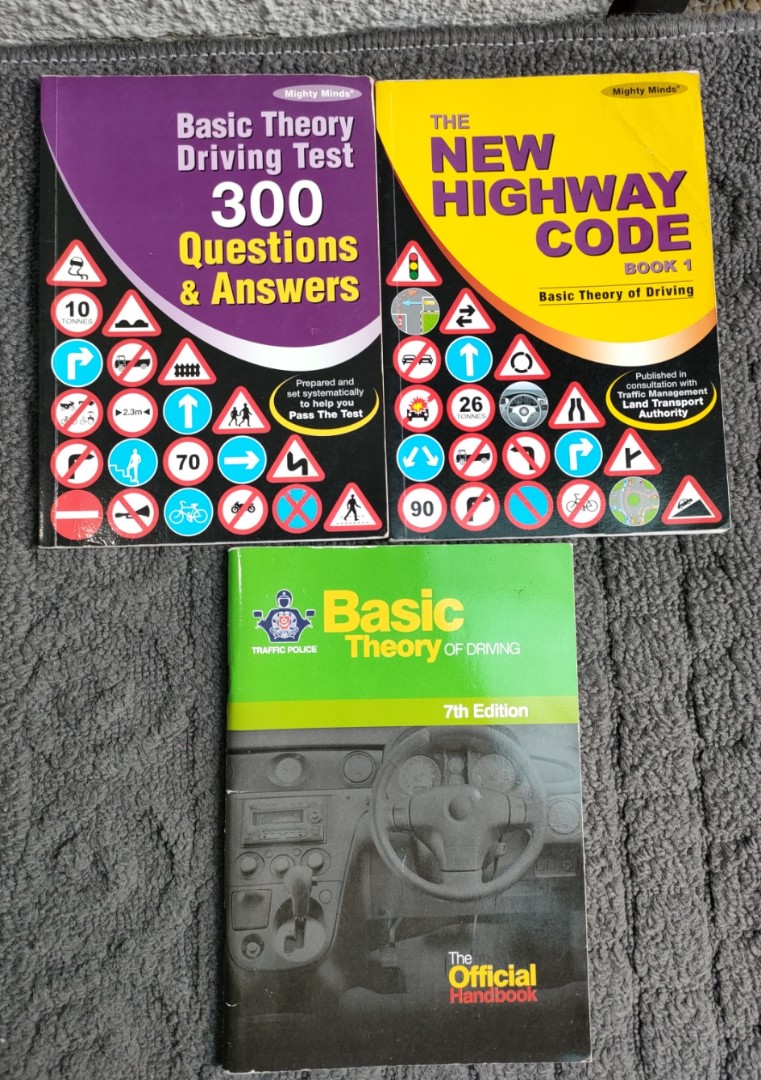 Mighty Minds®
Basic Theory
Driving Test
300
Questions
& Answers
10
TONNES
2.3m
70
Prepared and
set systematically
to help you
Pass The Test
Mighty Minds®
THE
NEW
HIGHWAY
CODE
BOOK 1
Basic Theory of Driving
26
TONNES
90
Published in
consultation with
Traffic Management
Land Transport
Authority
TRAFFIC POLICE
Basic
Theory OF DRIVING
7th Edition
The
Official
Handbook